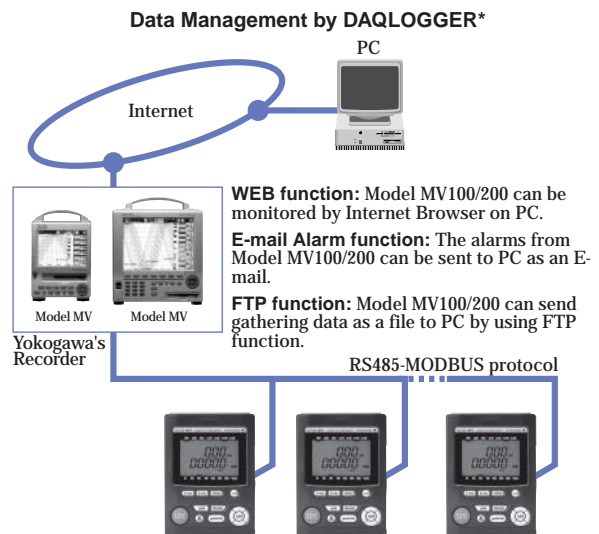 Data Management by DAQLOGGER*
PC
Internet
WEB function: Model MV100/200 can be
monitored by Internet Browser on PC.
E-mail Alarm function: The alarms from
Model MV100/200 can be sent to PC as an E-
mail.
FTP function: Model MV100/200 can send
gathering data as a file to PC by using FTP
function.
Model MV
Model MV
Yokogawa's
Recorder
RS485-MODBUS protocol